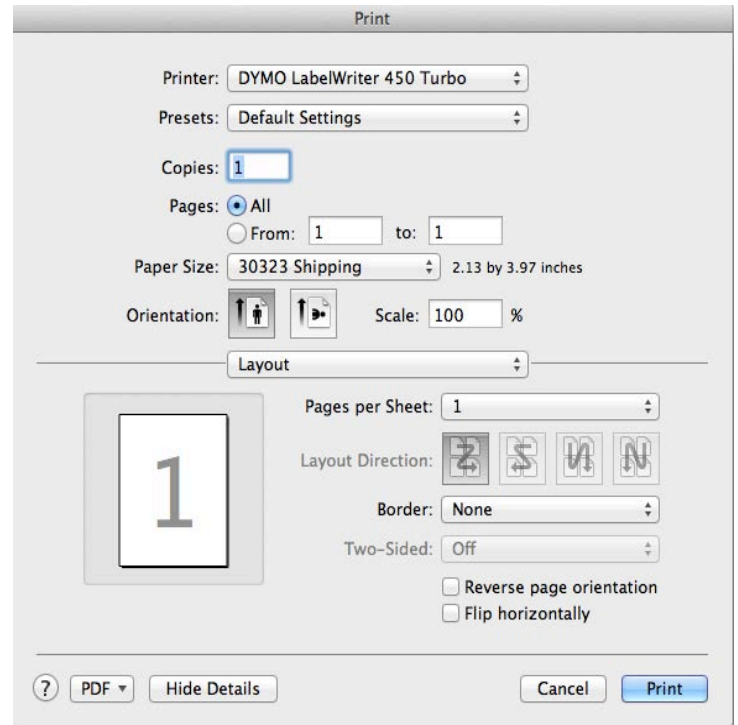 Print
Printer: DYMO LabelWriter 450 Turbo
Presets: Default Settings
Copies: 1
Pages: All
From: 1 to: 1
Paper Size: 30323 Shipping 2.13 by 3.97 inches
Orientation: Scale: 100 %
Layout
Pages per Sheet: 1
1
Layout Direction:
Border: None
Two-Sided: Off
Reverse page orientation
Flip horizontally
? PDF Hide Details Cancel Print